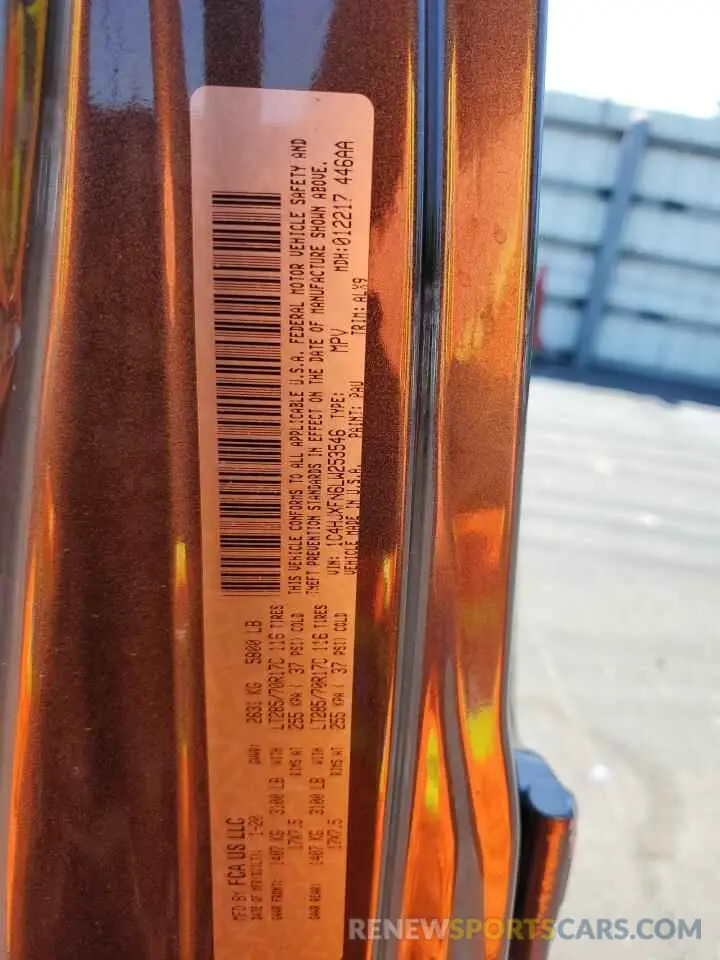 MFD BY FCA US LLC
DATE OF MFR: 1-20 GVWR: 2631 KG 5800 LB
GAWR FRONT: 1407 KG 3100 LB WITH LT285/70R17C 116 TIRES
17X7.5 RIMS AT 255 KPA ( 37 PSI) COLD
GAWR REAR: 1407 KG 3100 LB WITH LT285/70R17C 116 TIRES
17X7.5 RIMS AT 255 KPA ( 37 PSI) COLD
THIS VEHICLE CONFORMS TO ALL APPLICABLE U.S.A. FEDERAL MOTOR VEHICLE SAFETY AND
THEFT PREVENTION STANDARDS IN EFFECT ON THE DATE OF MANUFACTURE SHOWN ABOVE.
VIN: 1C4HJXFN6LW253546 TYPE: MPV MDH:012217 446AA
VEHICLE MADE IN U.S.A. PAINT: PAU TRIM: ALX9
RENEWSPORTSCARS.COM